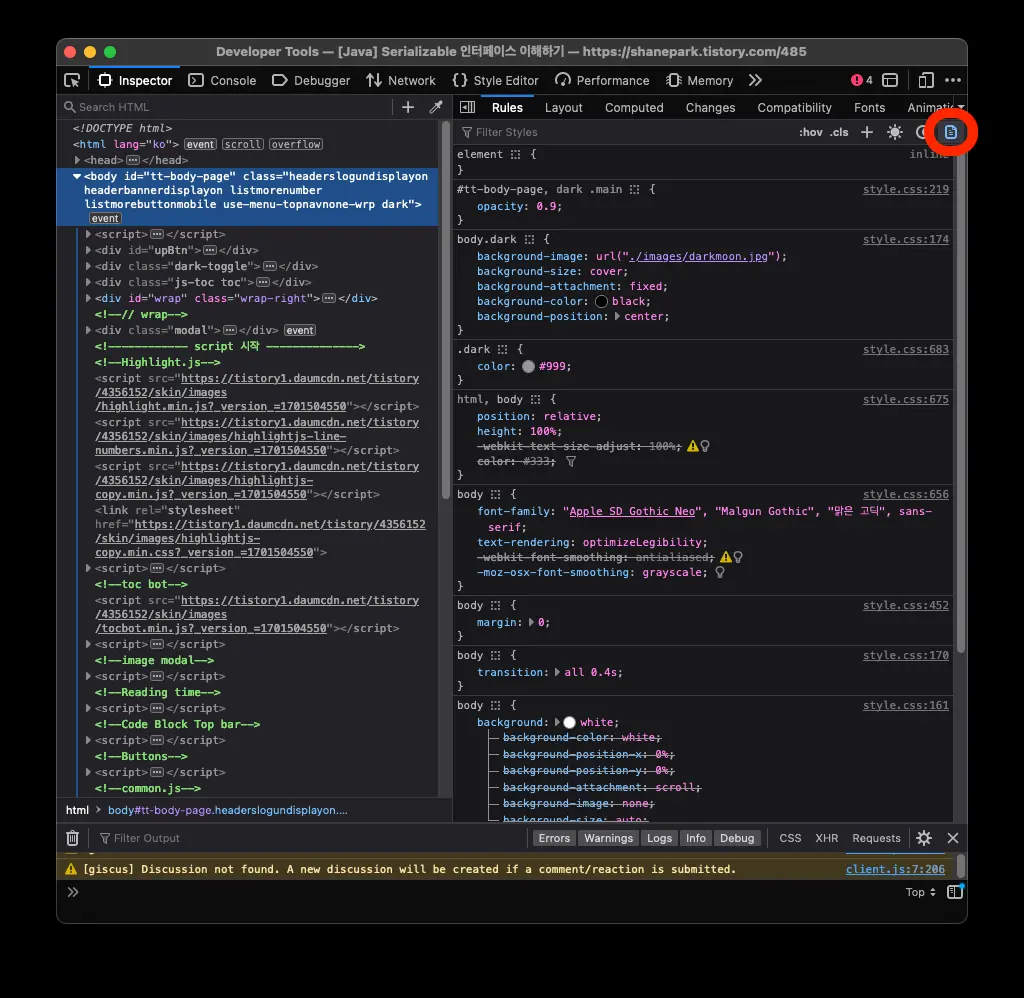 Developer Tools — [Java] Serializable 인터페이스 이해하기 — https://shanepark.tistory.com/485
Inspector Console Debugger Network Style Editor Performance Memory 4
Search HTML
<!DOCTYPE html>
<html lang="ko"> event scroll overflow
<head></head>
<body id="tt-body-page" class="headerslogundisplayon
headerbannerdisplayon listmorenumber
listmorebuttonmobile use-menu-topnavnone-wrp dark">
event
<script></script>
<div id="upBtn"></div>
<div class="dark-toggle"></div>
<div class="js-toc toc"></div>
<div id="wrap" class="wrap-right"></div>
<!--// wrap-->
<div class="modal"></div> event
<!------------ script 시작 -------------->
<!--Highlight.js-->
<script src="https://tistory1.daumcdn.net/tistory
/4356152/skin/images
/highlight.min.js?_version_=1701504550"></script>
<script src="https://tistory1.daumcdn.net/tistory
/4356152/skin/images/highlightjs-line-
numbers.min.js?_version_=1701504550"></script>
<script src="https://tistory1.daumcdn.net/tistory
/4356152/skin/images/highlightjs-
copy.min.js?_version_=1701504550"></script>
<link rel="stylesheet"
href="https://tistory1.daumcdn.net/tistory/4356152
/skin/images/highlightjs-
copy.min.css?_version_=1701504550">
<script></script>
<!--toc bot-->
<script src="https://tistory1.daumcdn.net/tistory
/4356152/skin/images
/tocbot.min.js?_version_=1701504550"></script>
<script></script>
<!--image modal-->
<script></script>
<!--Reading time-->
<script></script>
<!--Code Block Top bar-->
<script></script>
<!--Buttons-->
<script></script>
<!--common.js-->
html > body#tt-body-page.headerslogundisplayon....
Rules Layout Computed Changes Compatibility Fonts
Filter Styles :hov .cls
element { inline
}
#tt-body-page, dark .main { style.css:219
opacity: 0.9;
}
body.dark { style.css:174
background-image: url("./images/darkmoon.jpg");
background-size: cover;
background-attachment: fixed;
background-color: black;
background-position: center;
}
.dark { style.css:683
color: #999;
}
html, body { style.css:675
position: relative;
height: 100%;
-webkit-text-size-adjust: 100%;
color: #333;
}
body { style.css:656
font-family: "Apple SD Gothic Neo", "Malgun Gothic", "맑은 고딕", sans-
serif;
text-rendering: optimizeLegibility;
-webkit-font-smoothing: antialiased;
-moz-osx-font-smoothing: grayscale;
}
body { style.css:452
margin: 0;
}
body { style.css:170
transition: all 0.4s;
}
body { style.css:161
background: white;
background-color: white;
background-position-x: 0%;
background-position-y: 0%;
background-attachment: scroll;
background-image: none;
background-size: auto;
Filter Output Errors Warnings Logs Info Debug CSS XHR Requests
[giscus] Discussion not found. A new discussion will be created if a comment/reaction is submitted. client.js:7:206
Top